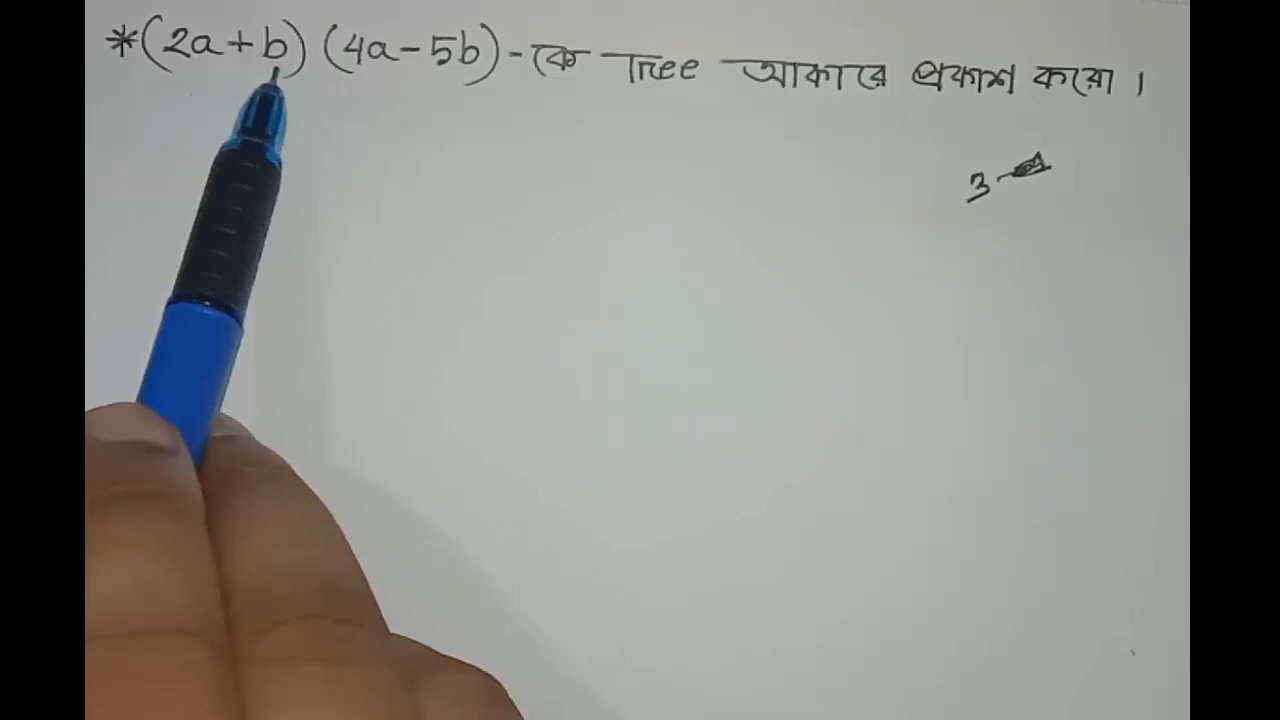 *(2a+b) (4a-5b) - কে Tree আকারে প্রকাশ করো ।